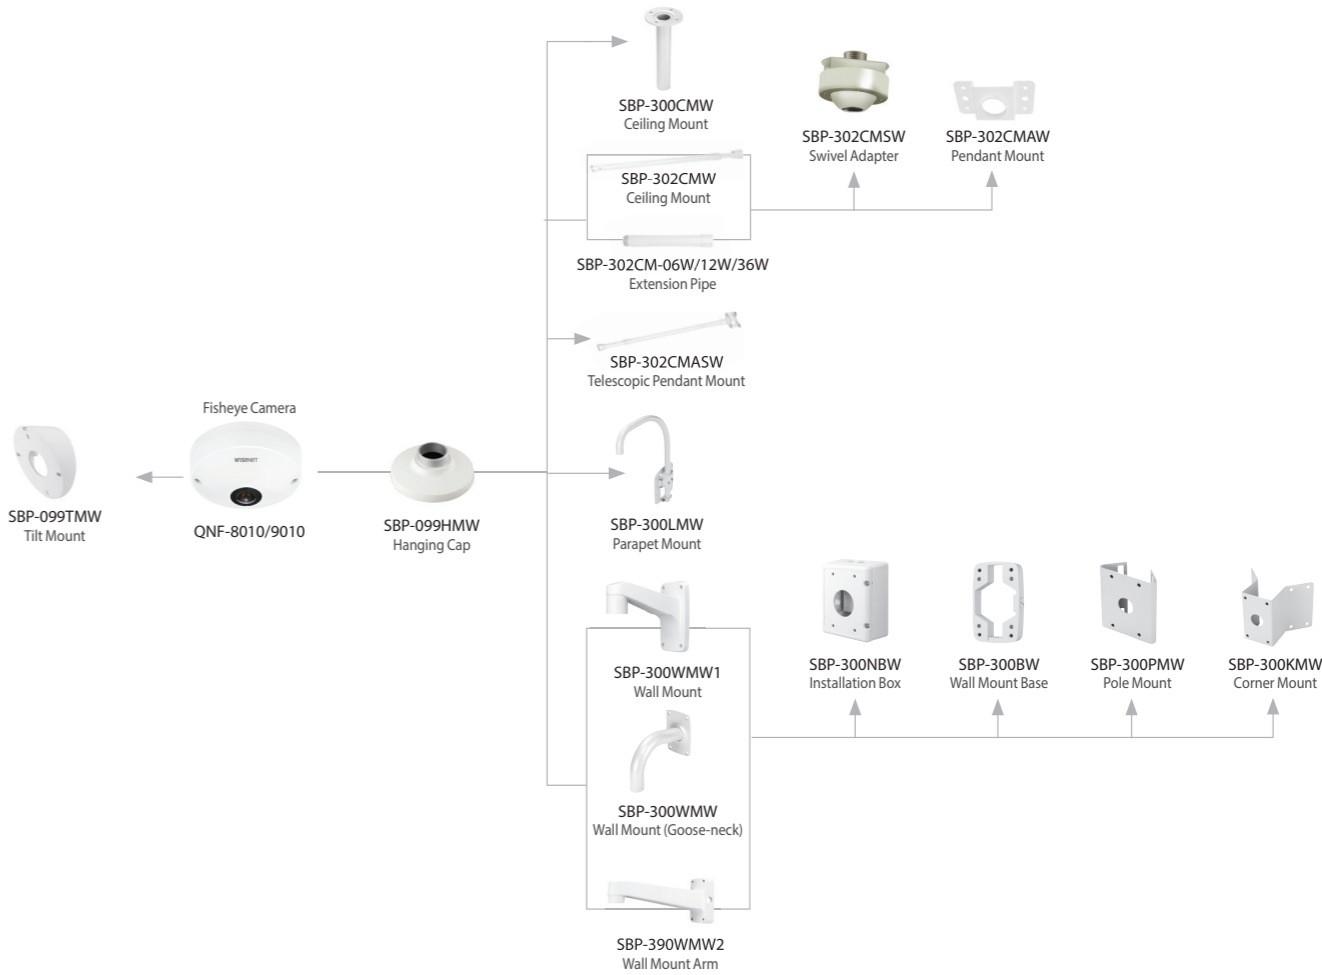 SBP-300CMW
Ceiling Mount
SBP-302CMSW
Swivel Adapter
SBP-302CMAW
Pendant Mount
SBP-302CMW
Ceiling Mount
SBP-302CM-06W/12W/36W
Extension Pipe
SBP-302CMASW
Telescopic Pendant Mount
Fisheye Camera
WISENET
SBP-099TMW
Tilt Mount
QNF-8010/9010
SBP-099HMW
Hanging Cap
SBP-300LMW
Parapet Mount
SBP-300WMW1
Wall Mount
SBP-300NBW
Installation Box
SBP-300BW
Wall Mount Base
SBP-300PMW
Pole Mount
SBP-300KMW
Corner Mount
SBP-300WMW
Wall Mount (Goose-neck)
SBP-390WMW2
Wall Mount Arm